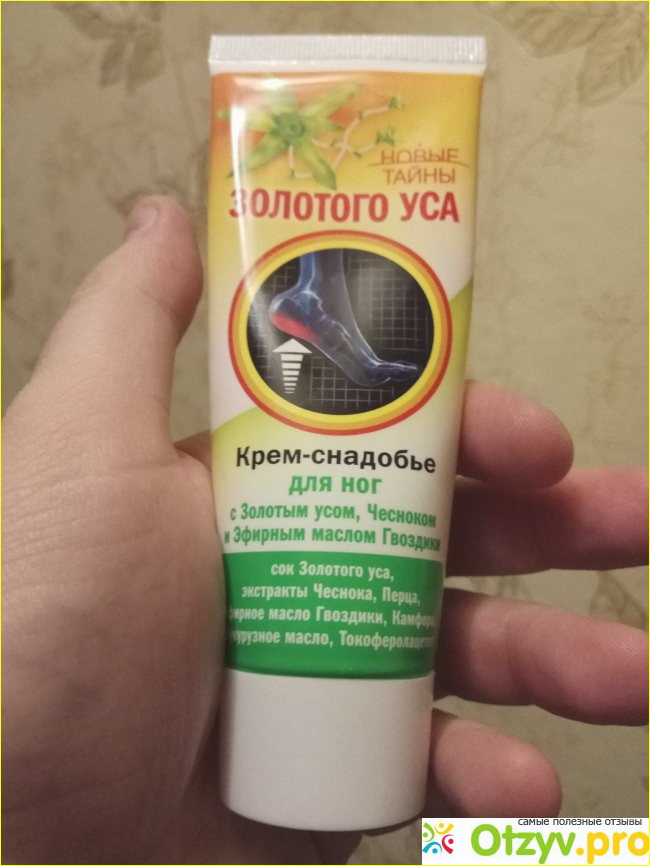 НОВЫЕ
ТАЙНЫ
ЗОЛОТОГО УСА
Крем-снадобье
для ног
с Золотым усом, Чесноком
и Эфирным маслом Гвоздики
сок Золотого уса,
экстракты Чеснока, Перца,
масло Гвоздики,
масло, Токоферолацетат
самые полезные отзывы
Otzyv.pro